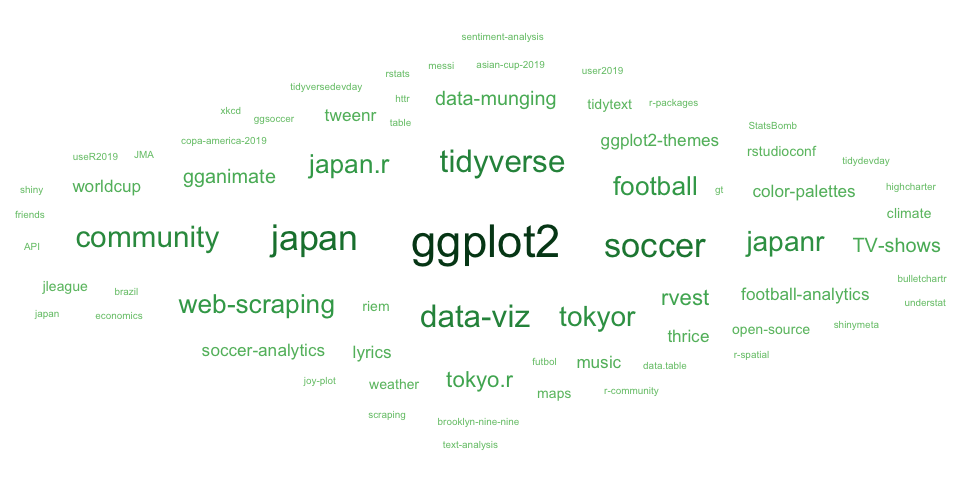 sentiment-analysis
messi
asian-cup-2019
rstats
user2019
tidyversedevday
httr
data-munging
tidytext
r-packages
xkcd
ggsoccer
tweenr
table
StatsBomb
copa-america-2019
ggplot2-themes
rstudioconf
useR2019
JMA
japan.r
tidyverse
tidydevday
shiny
worldcup
gganimate
football
gt
color-palettes
highcharter
friends
climate
API
community
japan
ggplot2
soccer
japanr
TV-shows
jleague
brazil
web-scraping
riem
rvest
football-analytics
bulletchartr
understat
japan
economics
data-viz
tokyor
thrice
open-source
shinymeta
soccer-analytics
lyrics
futbol
music
data.table
r-spatial
joy-plot
weather
tokyo.r
maps
r-community
scraping
brooklyn-nine-nine
text-analysis